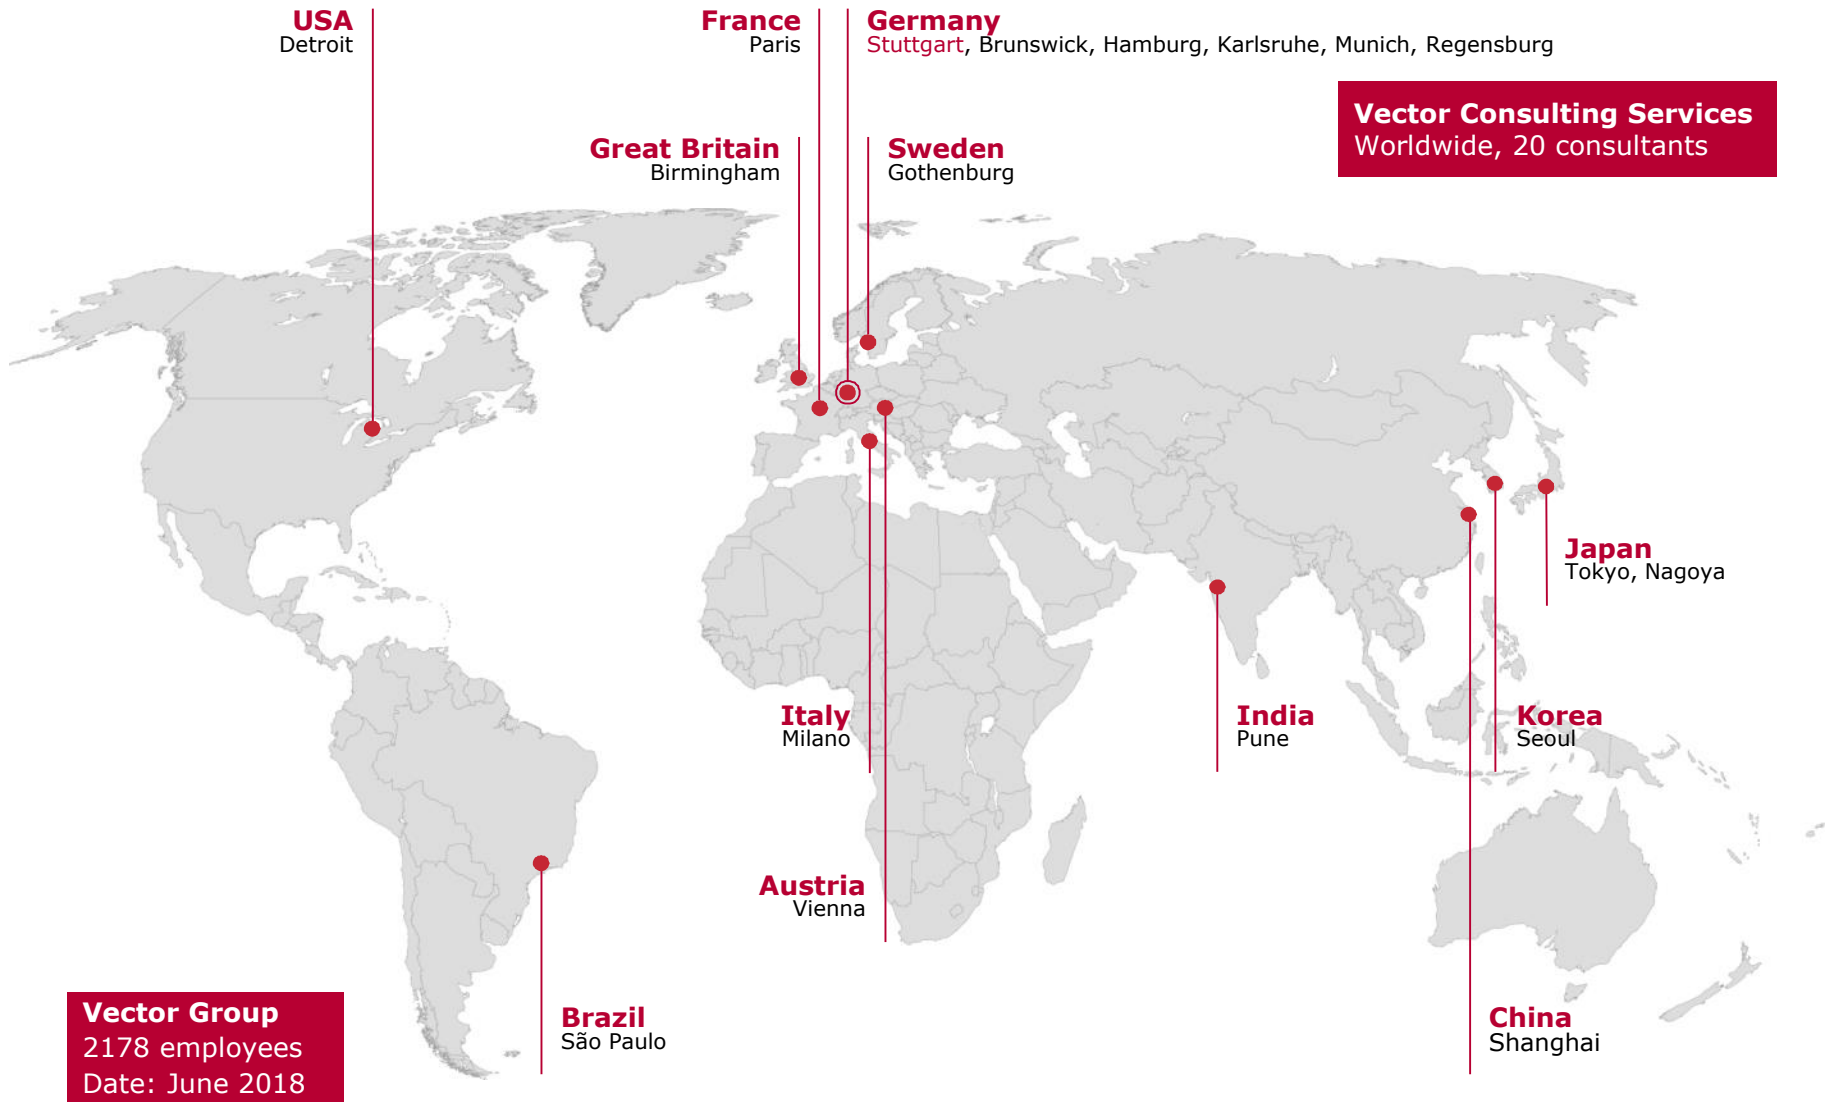 USA
Detroit
France
Paris
Germany
Stuttgart, Brunswick, Hamburg, Karlsruhe, Munich, Regensburg
Vector Consulting Services
Worldwide, 20 consultants
Great Britain
Birmingham
Sweden
Gothenburg
Japan
Tokyo, Nagoya
Italy
Milano
India
Pune
Korea
Seoul
Austria
Vienna
Vector Group
2178 employees
Date: June 2018
Brazil
São Paulo
China
Shanghai